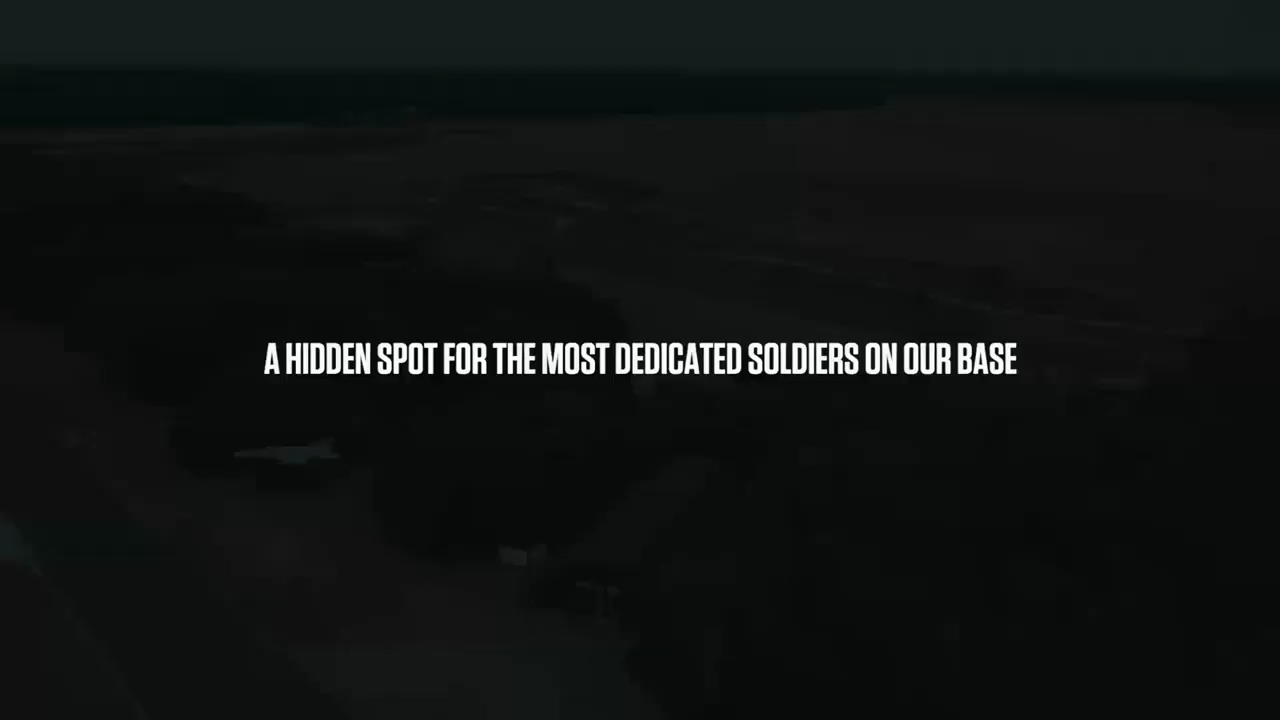 A HIDDEN SPOT FOR THE MOST DEDICATED SOLDIERS ON OUR BASE